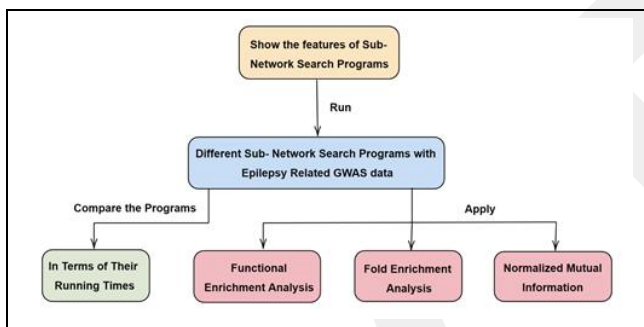 Show the features of Sub-
Network Search Programs
Run
Different Sub- Network Search Programs with
Epilepsy Related GWAS data
Compare the Programs
Apply
In Terms of Their
Running Times
Functional
Enrichment Analysis
Fold Enrichment
Analysis
Normalized Mutual
Information